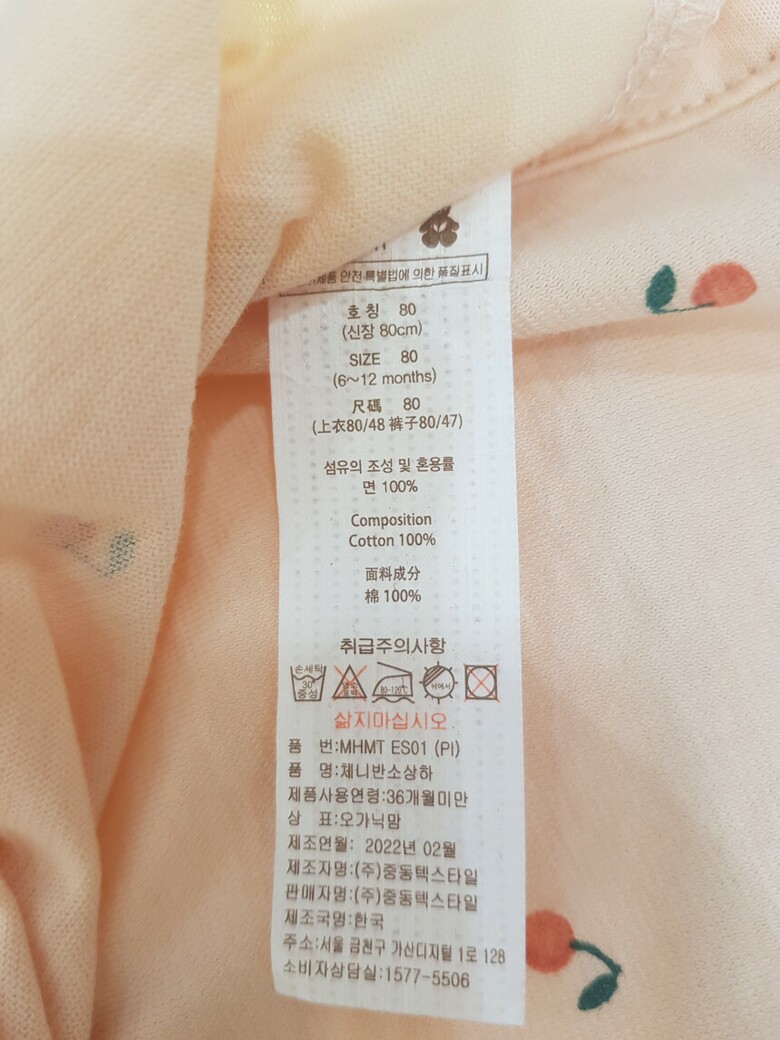 제품 안전 특별법에 의한 품질표시
호 칭 80
(신장 80cm)
SIZE 80
(6~12 months)
尺碼 80
(上衣80/48 裤子80/47)
섬유의 조성 및 혼용률
면 100%
Composition
Cotton 100%
面料成分
棉 100%
취급주의사항
손세탁 30° 중성 80-120℃
삶지마십시오
품 번:MHMT ES01 (PI)
품 명:체니반소상하
제품사용연령:36개월미만
상 표:오가닉맘
제조연월: 2022년 02월
제조자명:(주)중동텍스타일
판매자명:(주)중동텍스타일
제조국명:한국
주소:서울 금천구 가산디지털 1로 128
소비자상담실:1577-5506